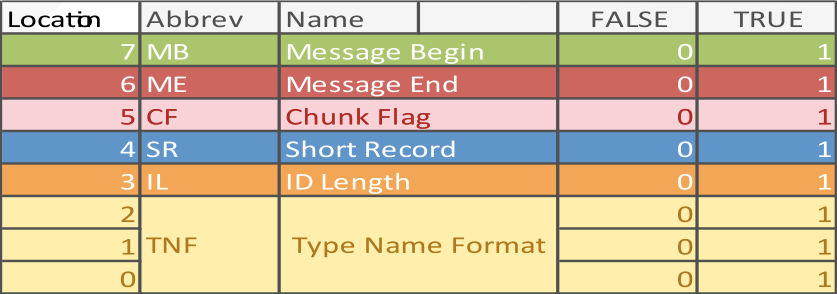 Location Abbrev Name FALSE TRUE
7 MB Message Begin 0 1
6 ME Message End 0 1
5 CF Chunk Flag 0 1
4 SR Short Record 0 1
3 IL ID Length 0 1
2 0 1
1 TNF Type Name Format 0 1
0 0 1